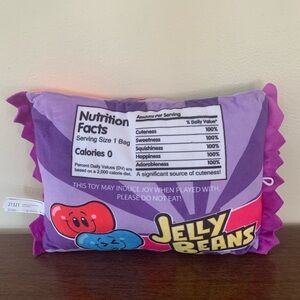 Nutrition
Facts
Serving Size 1 Bag
Calories 0
Percent Daily Values (DV) are
based on a 2,000 calorie diet.
Amount Per Serving
% Daily Value*
Cuteness 100%
Sweetness 100%
Squishiness 100%
Happiness 100%
Adorableness 100%
A significant source of cuteness!
THIS TOY MAY INDUCE JOY WHEN PLAYED WITH.
PLEASE DO NOT EAT!
JELLY
BEANS